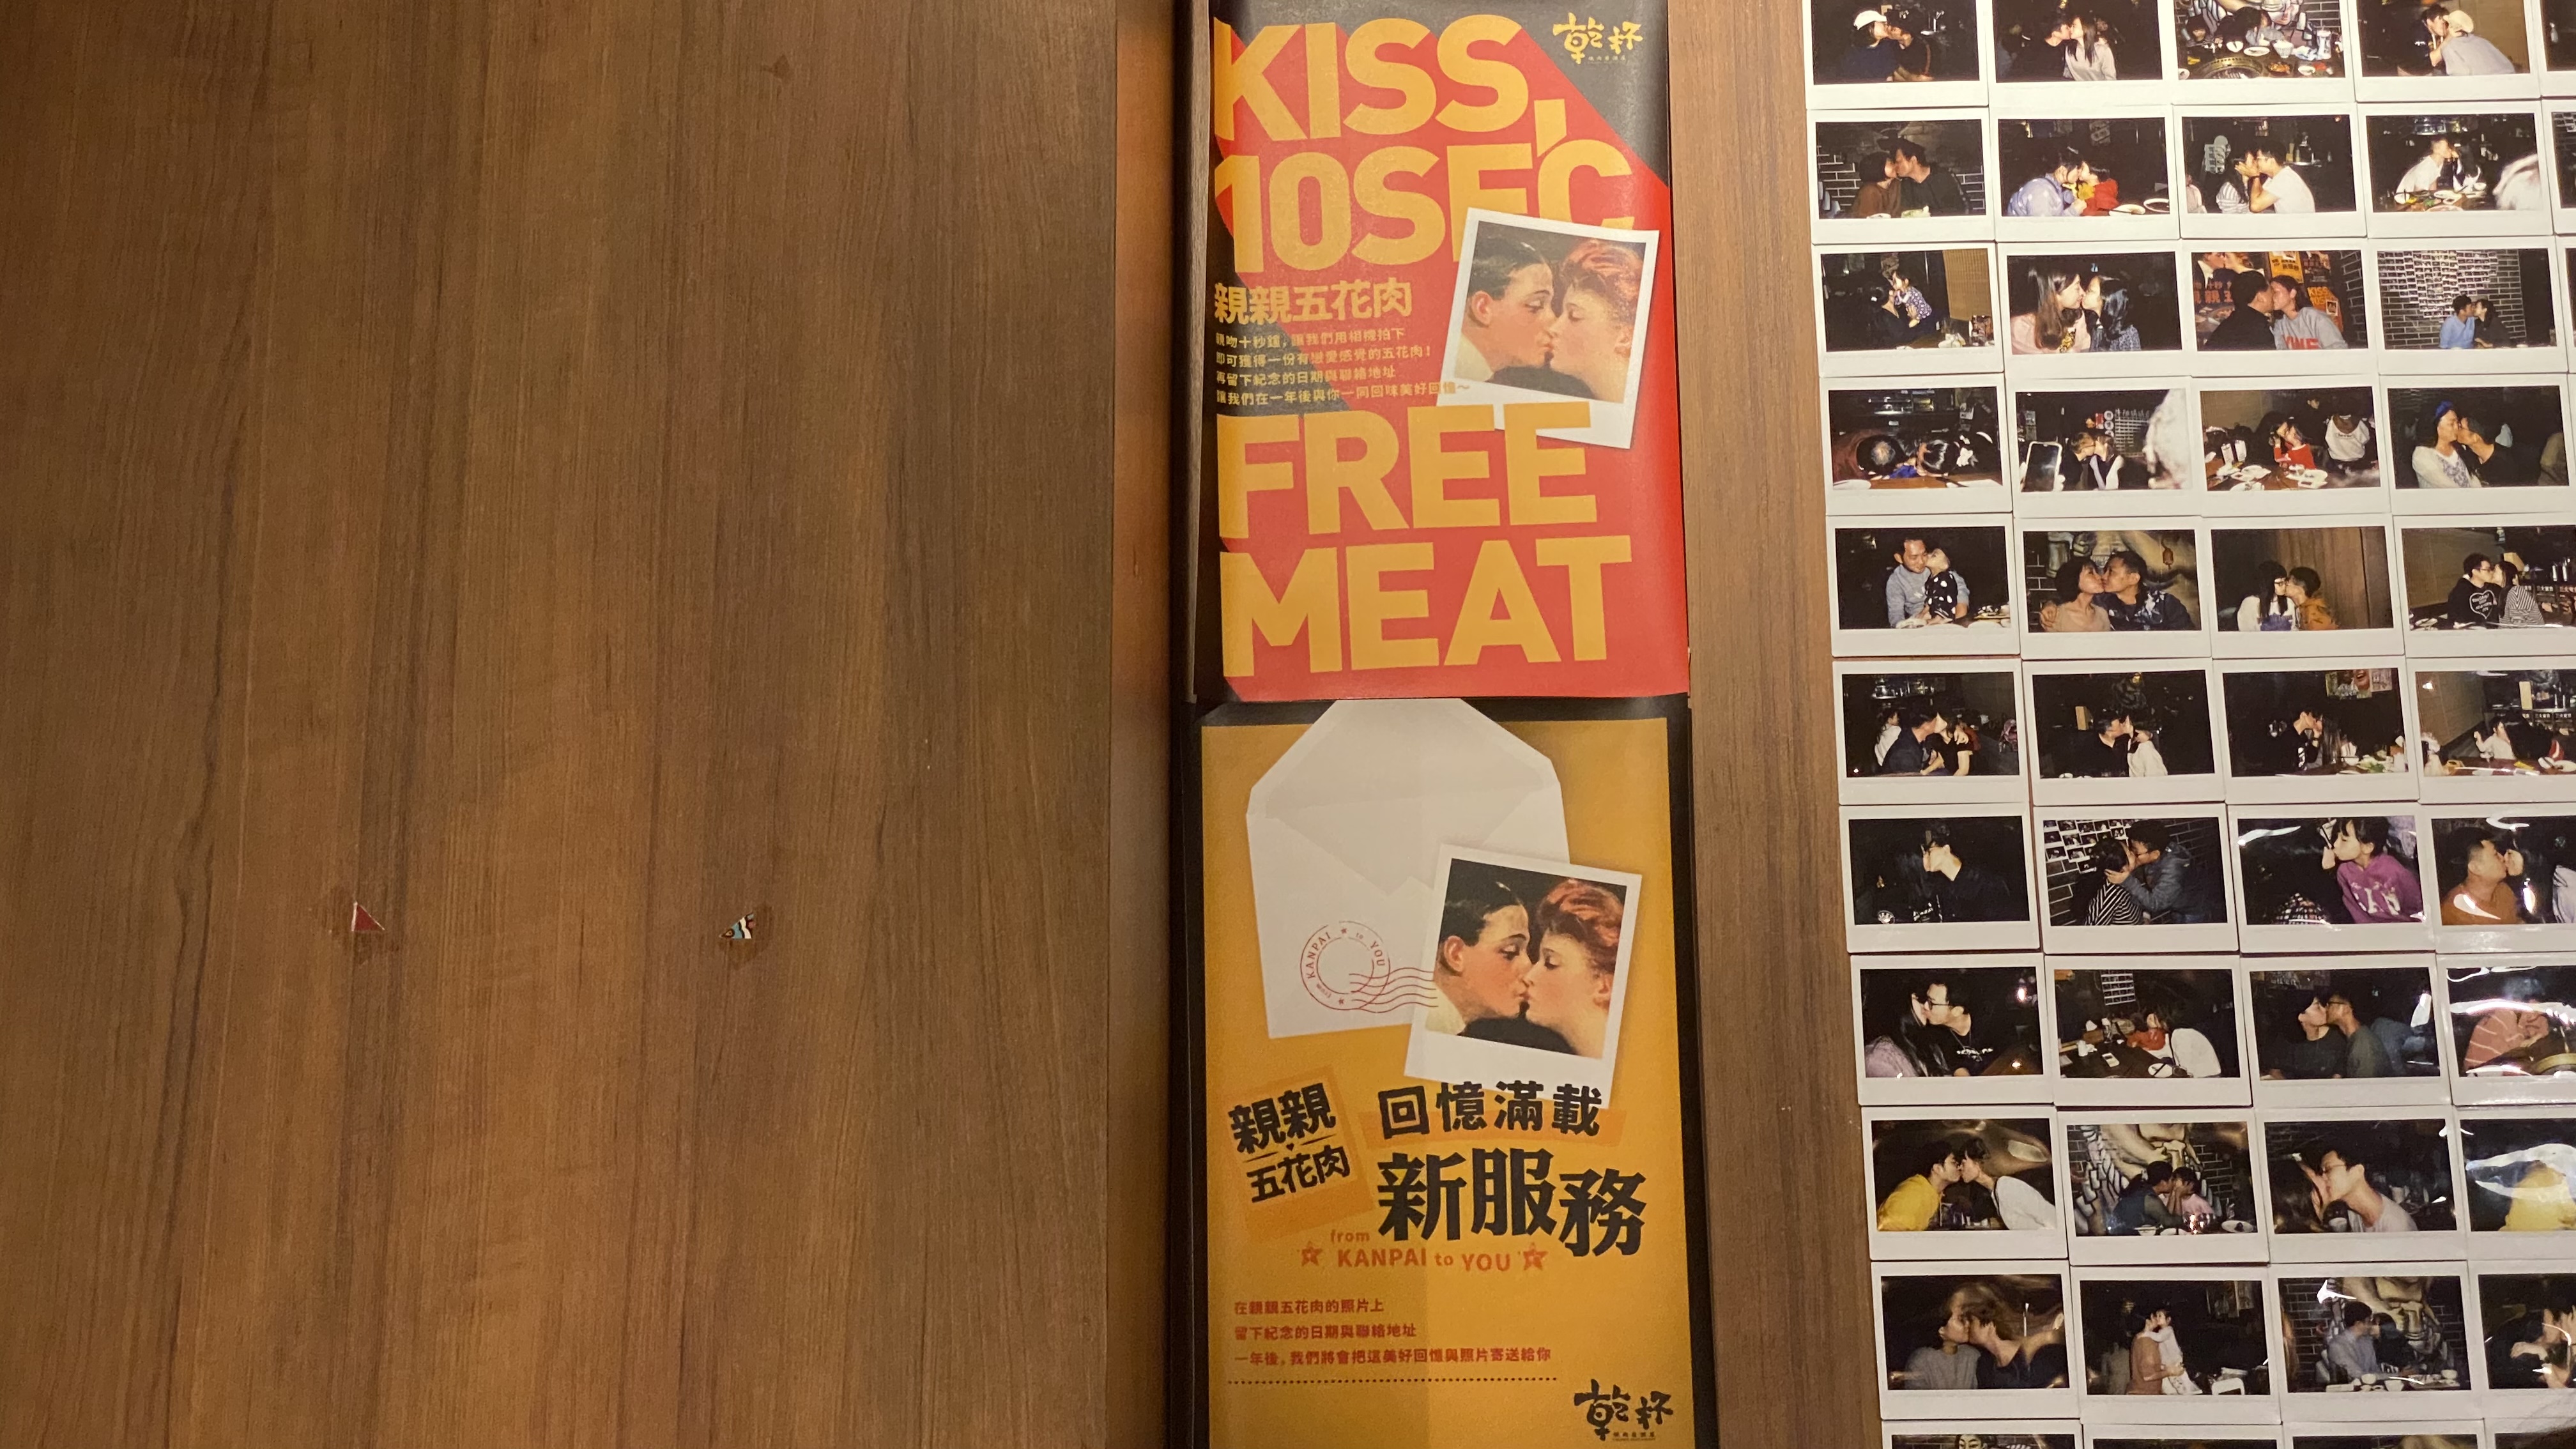 乾杯
KISS,
10SEC
親親五花肉
親吻十秒鐘，讓我們用相機拍下
即可獲得一份有戀愛感覺的五花肉！
再留下紀念的日期與聯絡地址
讓我們在一年後與你一同回味美好回憶～
FREE
MEAT
from KANPAI to YOU
親親
五花肉
回憶滿載
新服務
from
KANPAI to YOU
在親親五花肉的照片上
留下紀念的日期與聯絡地址
一年後，我們將會把這美好回憶與照片寄送給你
乾杯